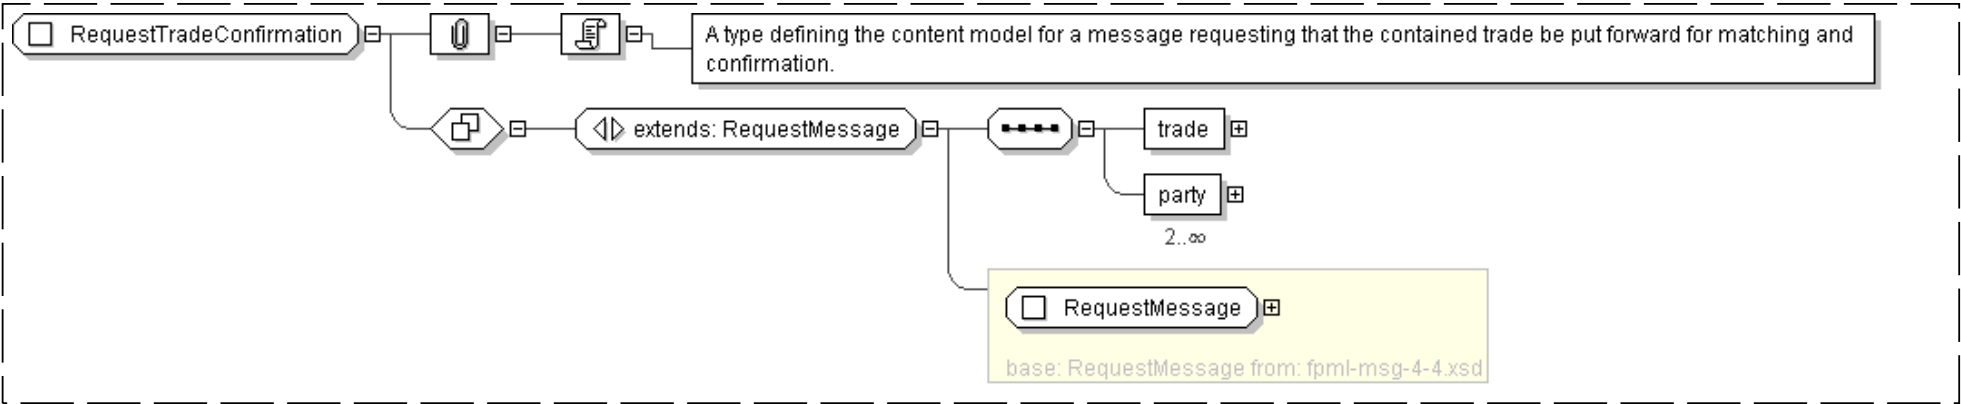 RequestTradeConfirmation
A type defining the content model for a message requesting that the contained trade be put forward for matching and
confirmation.
extends: RequestMessage
trade
party
2..∞
RequestMessage
base: RequestMessage from: fpml-msg-4-4.xsd